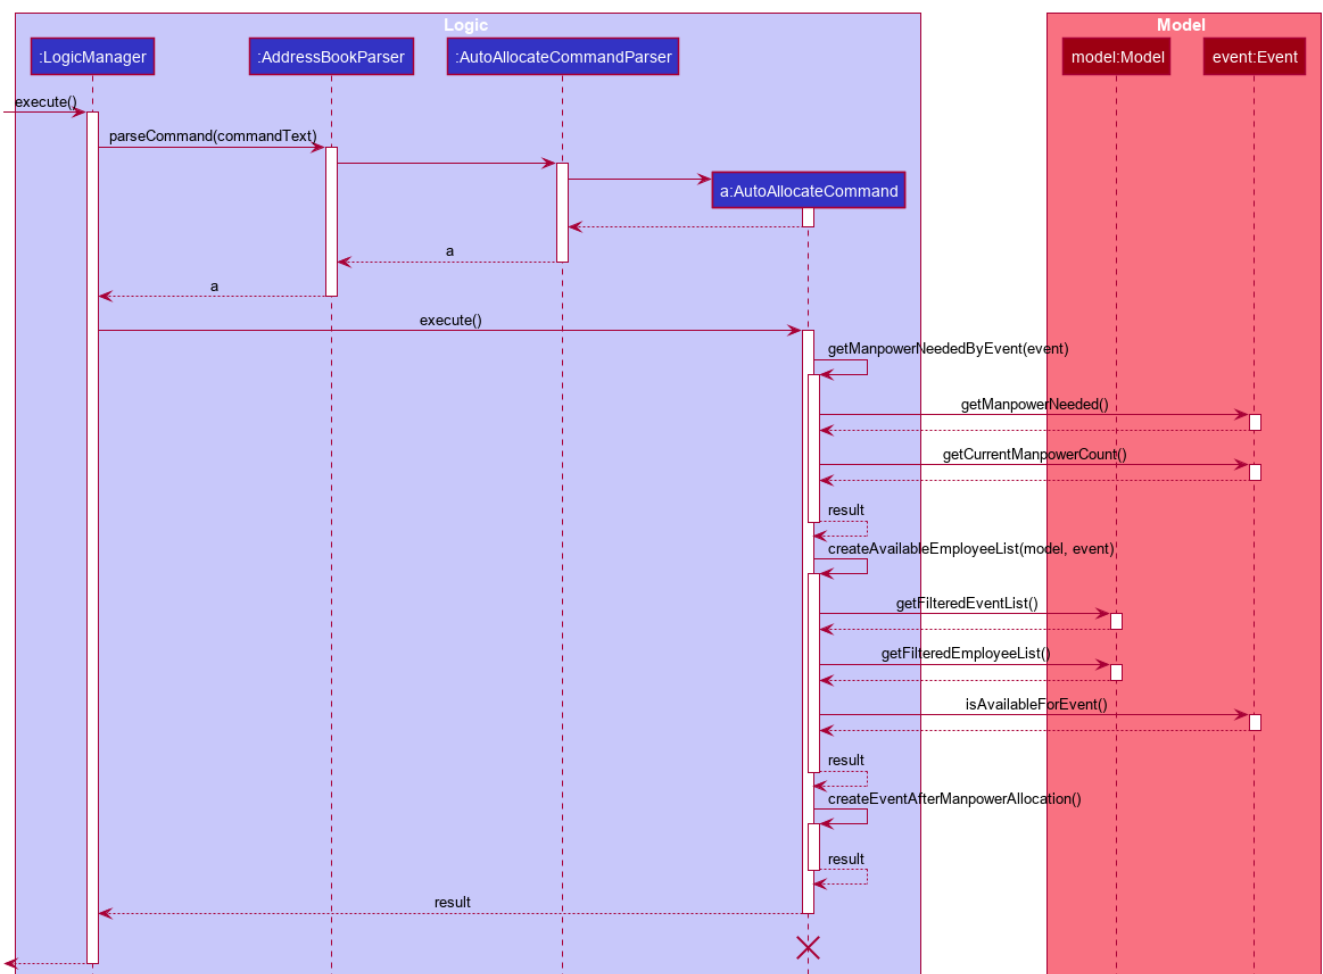 Logic
Model
:LogicManager
:AddressBookParser
:AutoAllocateCommandParser
model:Model
event:Event
execute()
parseCommand(commandText)
a:AutoAllocateCommand
a
a
execute()
getManpowerNeededByEvent(event)
getManpowerNeeded()
getCurrentManpowerCount()
result
createAvailableEmployeeList(model, event)
getFilteredEventList()
getFilteredEmployeeList()
isAvailableForEvent()
result
createEventAfterManpowerAllocation()
result
result